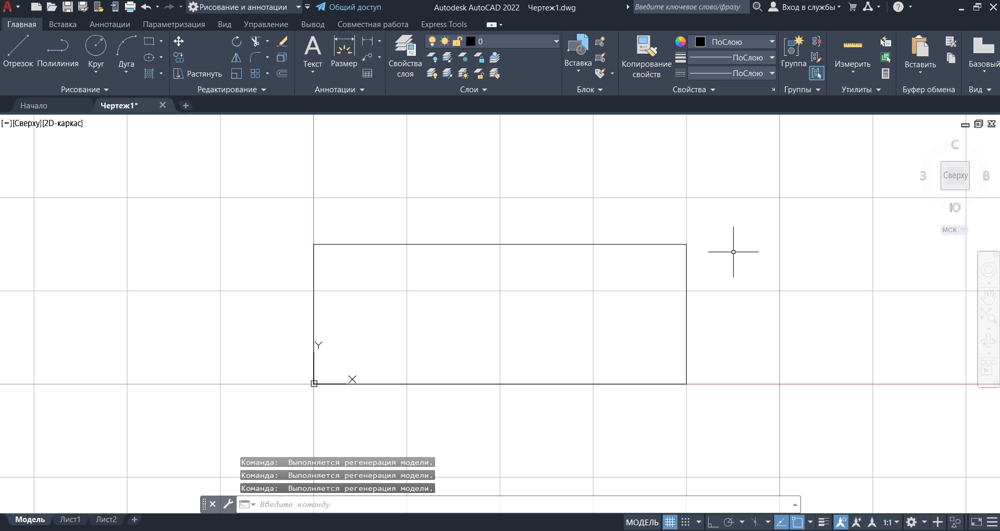 Рисование и аннотации
Общий доступ
Autodesk AutoCAD 2022 Чертеж1.dwg
Введите ключевое слово/фразу
Вход в службы
Главная Вставка Аннотации Параметризация Вид Управление Вывод Совместная работа Express Tools
Отрезок Полилиния Круг Дуга
Растянуть
Текст Размер
Свойства слоя
0
Вставка
Копирование свойств
ПоСлою
ПоСлою
ПоСлою
Группа
Измерить
Вставить
Базовый
Рисование Редактирование Аннотации Слои Блок Свойства Группы Утилиты Буфер обмена Вид
Начало Чертеж1*
[−][Сверху][2D-каркас]
С
З Сверху В
Ю
МСК
Y
X
Команда: Выполняется регенерация модели.
Команда: Выполняется регенерация модели.
Команда: Выполняется регенерация модели.
Введите команду
Модель Лист1 Лист2
МОДЕЛЬ 1:1